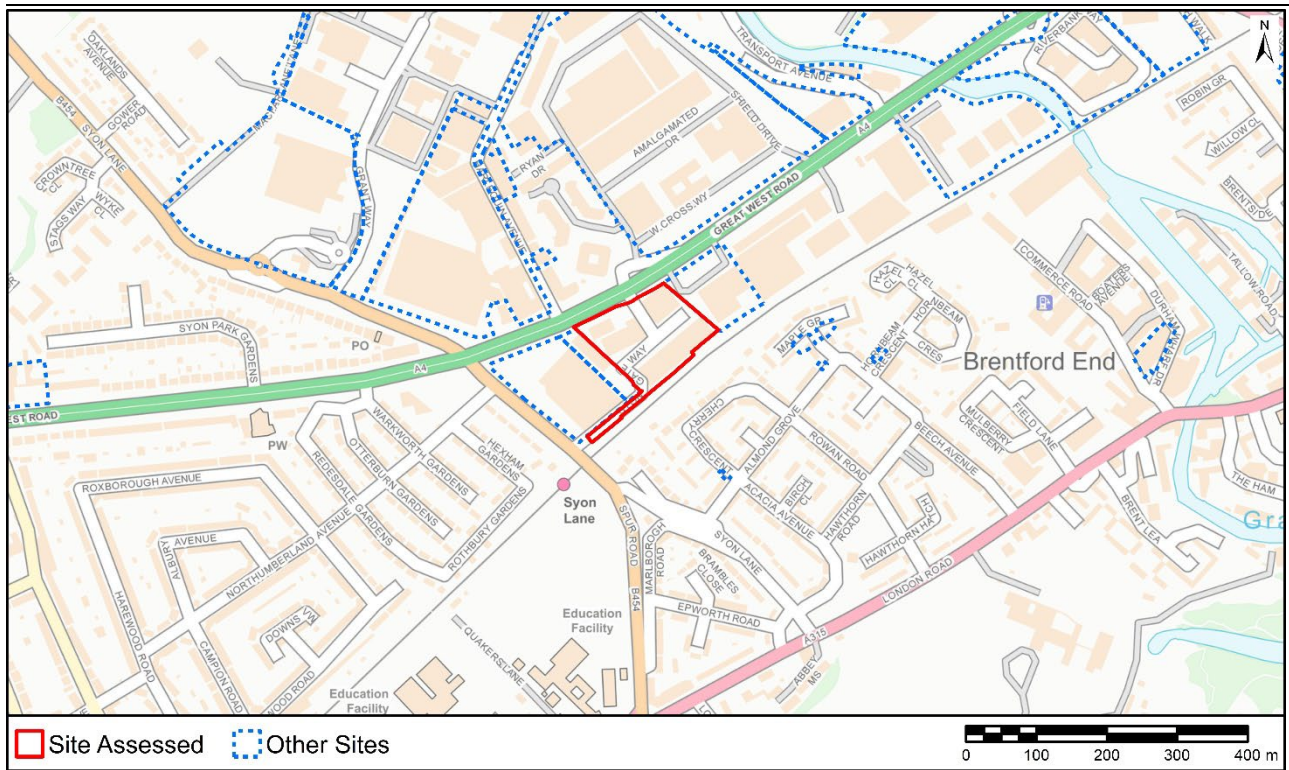 N
OAKLANDS
AVENUE
GOWER
ROAD
B454
SYON LANE
CROWNTREE
CL
WYKE
CL
STAGS WAY
GRANT WAY
RYAN
DR
AMALGAMATED
DR
SHIELD DRIVE
TRANSPORT AVENUE
RIVERBANK WAY
WALK
ROBIN GR
WILLOW CL
BRENTSIDE
TALLOW ROAD
W.CROSS WY
GREAT WEST ROAD
A4
SYON PARK
GARDENS
PO
A4
EST ROAD
PW
GATE WAY
MAPLE GR
HAZEL
CL
HAZEL
CL
HORNBEAM
CRES
HORNBEAM
CRESCENT
COMMERCE ROAD
BOATERS
AVENUE
DURHAM
WHARF DR
Brentford End
WARKWORTH GARDENS
HEXHAM
GARDENS
OTTERBURN GARDENS
REDESDALE GARDENS
ROTHBURY GARDENS
ROXBOROUGH AVENUE
ALBURY AVENUE
NORTHUMBERLAND AVENUE
HAREWOOD ROAD
DOWNS VW
CAMPION ROAD
WOOD ROAD
Syon
Lane
CHERRY
CRESCENT
ALMOND GROVE
ROWAN ROAD
ACACIA AVENUE
BIRCH
CL
HAWTHORN
ROAD
BEECH AVENUE
HAWTHORN HATCH
MULBERRY
CRESCENT
FIELD LANE
BRENT LEA
THE HAM
Gra
SPUR ROAD
B454
MARLBOROUGH
ROAD
SYON LANE
BRAMBLES
CLOSE
EPWORTH ROAD
LONDON ROAD
A315
ABBEY
MS
Education
Facility
QUAKERS LANE
Education
Facility
Site Assessed
Other Sites
0 100 200 300 400 m